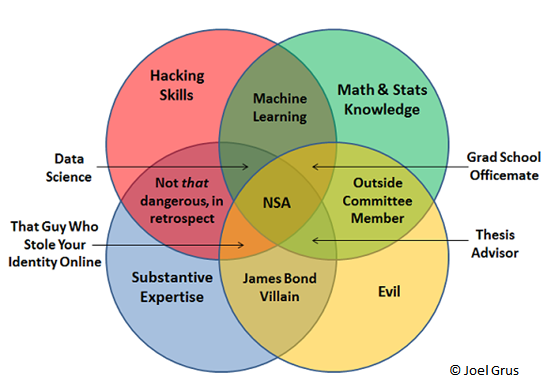 Hacking
Skills
Machine
Learning
Math & Stats
Knowledge
Data
Science
Not that
dangerous, in
retrospect
NSA
Outside
Committee
Member
Grad School
Officemate
That Guy Who
Stole Your
Identity Online
Thesis
Advisor
Substantive
Expertise
James Bond
Villain
Evil
© Joel Grus